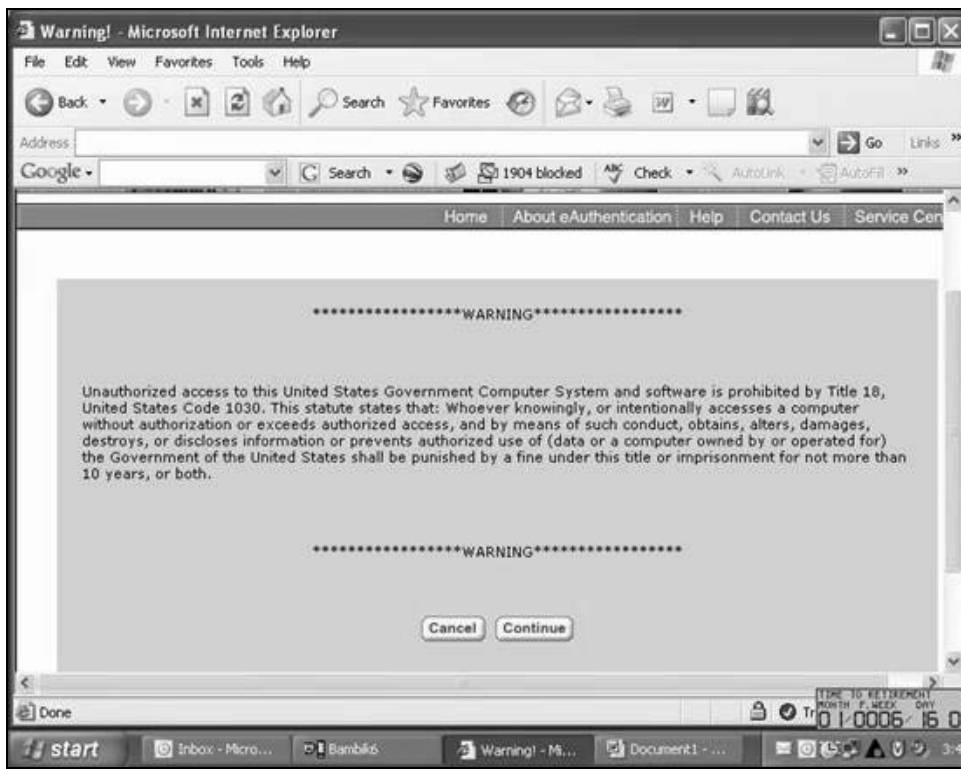 Warning! - Microsoft Internet Explorer
File Edit View Favorites Tools Help
Back Search Favorites
Address Go Links »
Google Search 1904 blocked Check AutoLink AutoFill »
Home About eAuthentication Help Contact Us Service Cen
******************WARNING*****************
Unauthorized access to this United States Government Computer System and software is prohibited by Title 18,
United States Code 1030. This statute states that: Whoever knowingly, or intentionally accesses a computer
without authorization or exceeds authorized access, and by means of such conduct, obtains, alters, damages,
destroys, or discloses information or prevents authorized use of (data or a computer owned by or operated for)
the Government of the United States shall be punished by a fine under this title or imprisonment for not more than
10 years, or both.
******************WARNING*****************
Cancel Continue
TIME TO RETIREMENT
Done Tr MONTH P.WEEK DAY
01/0006/16 0
start Inbox - Micro... Bambik6 Warning! - Mi... Document1 - ... 3:4